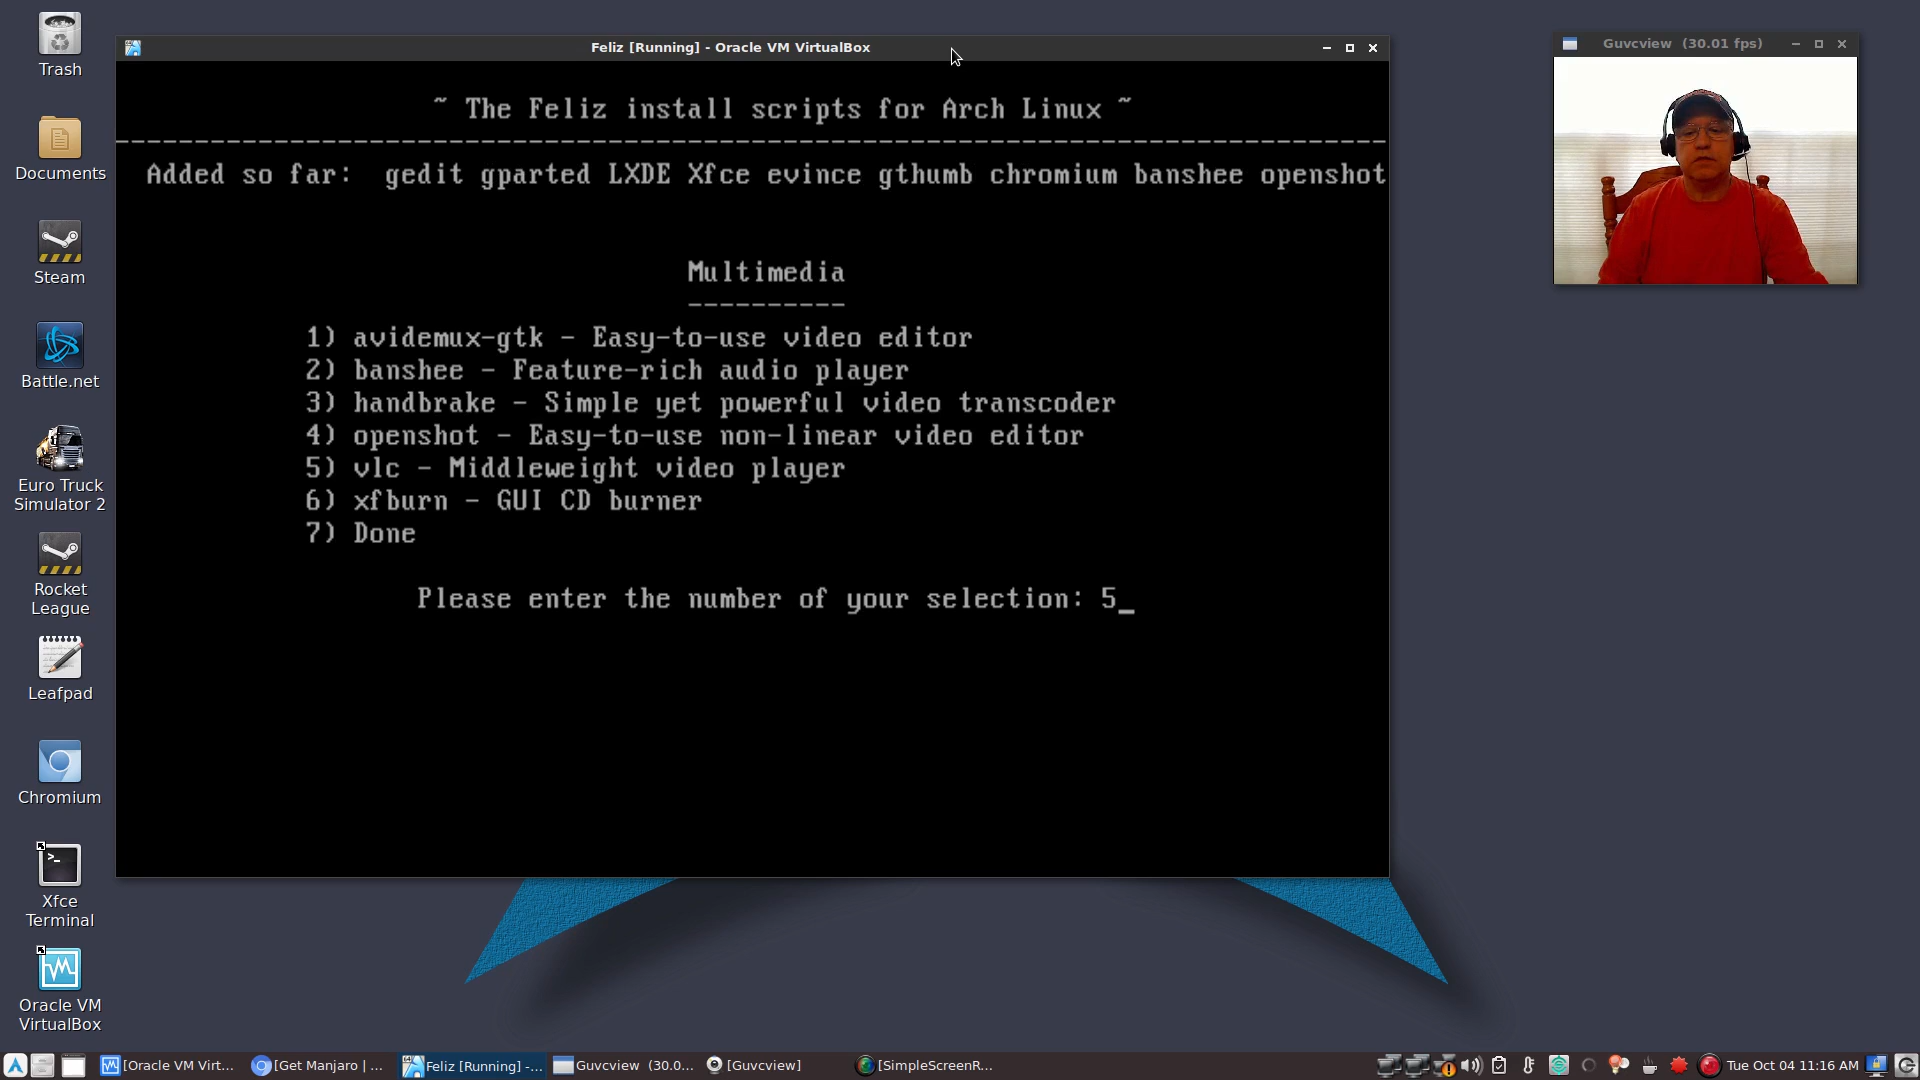 Trash
Documents
Steam
Battle.net
Euro Truck
Simulator 2
Rocket
League
Leafpad
Chromium
Xfce
Terminal
Oracle VM
VirtualBox
Feliz [Running] - Oracle VM VirtualBox
~ The Feliz install scripts for Arch Linux ~
Added so far: gedit gparted LXDE Xfce evince gthumb chromium banshee openshot
Multimedia
----------
1) avidemux-gtk - Easy-to-use video editor
2) banshee - Feature-rich audio player
3) handbrake - Simple yet powerful video transcoder
4) openshot - Easy-to-use non-linear video editor
5) vlc - Middleweight video player
6) xfburn - GUI CD burner
7) Done
Please enter the number of your selection: 5_
Guvcview (30.01 fps)
[Oracle VM Virt...
[Get Manjaro | ...
Feliz [Running] -...
Guvcview (30.0...
[Guvcview]
[SimpleScreenR...
Tue Oct 04 11:16 AM